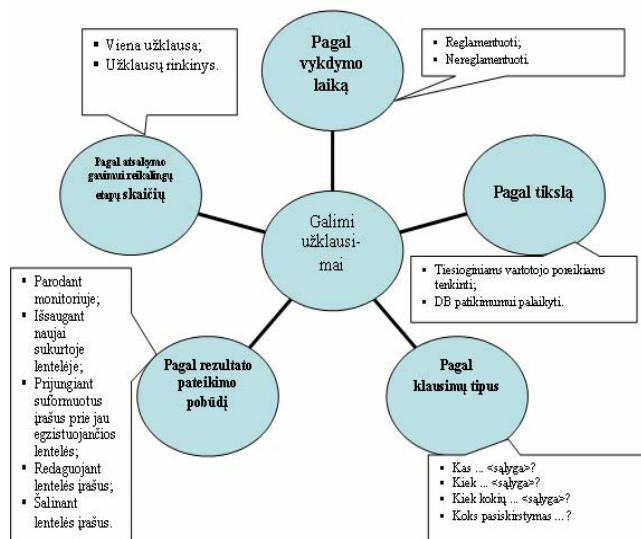 Pagal
vykdymo
laiką
▪ Reglamentuoti;
▪ Nereglamentuoti.
▪ Viena užklausa;
▪ Užklausų rinkinys.
Pagal atsakymo
gavimui reikalingų
etapų skaičių
Pagal tikslą
▪ Tiesioginiams vartotojo poreikiams
tenkinti;
▪ DB patikimumui palaikyti.
Galimi
užklausi-
mai
▪ Parodant
monitoriuje;
▪ Išsaugant
naujai
sukurtoje
lentelėje;
▪ Prijungiant
suformuotus
įrašus prie jau
egzistuojančios
lentelės;
▪ Redaguojant
lentelės įrašus;
▪ Šalinant
lentelės įrašus.
Pagal rezultato
pateikimo
pobūdį
Pagal
klausimų tipus
▪ Kas ... <sąlyga>?
▪ Kiek ... <sąlyga>?
▪ Kiek kokių ... <sąlyga>?
▪ Koks pasiskirstymas ... ?